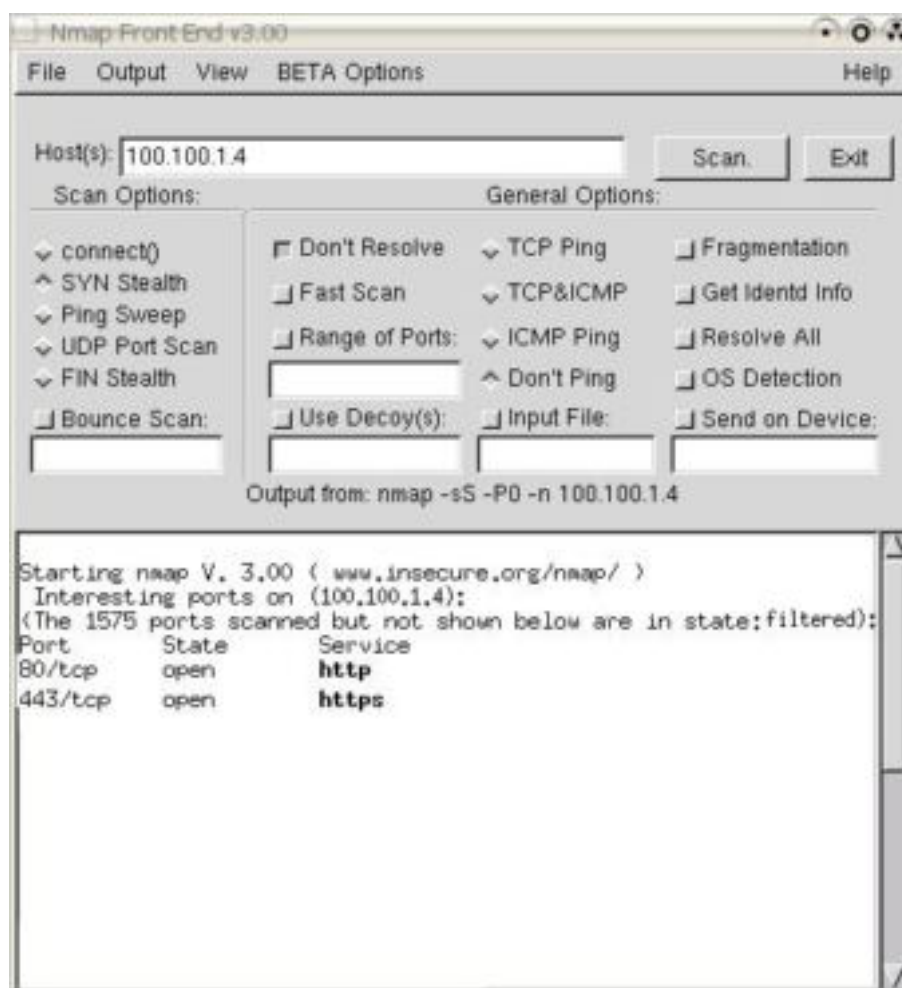 Nmap Front End v3.00
File Output View BETA Options Help
Host(s): 100.100.1.4 Scan. Exit
Scan Options: General Options:
connect() Don't Resolve TCP Ping Fragmentation
SYN Stealth Fast Scan TCP&ICMP Get Identd Info
Ping Sweep Range of Ports: ICMP Ping Resolve All
UDP Port Scan
FIN Stealth Don't Ping OS Detection
Bounce Scan: Use Decoy(s): Input File: Send on Device:
Output from: nmap -sS -P0 -n 100.100.1.4
Starting nmap V. 3.00 ( www.insecure.org/nmap/ )
Interesting ports on (100.100.1.4):
(The 1575 ports scanned but not shown below are in state:filtered):
Port State Service
80/tcp open http
443/tcp open https